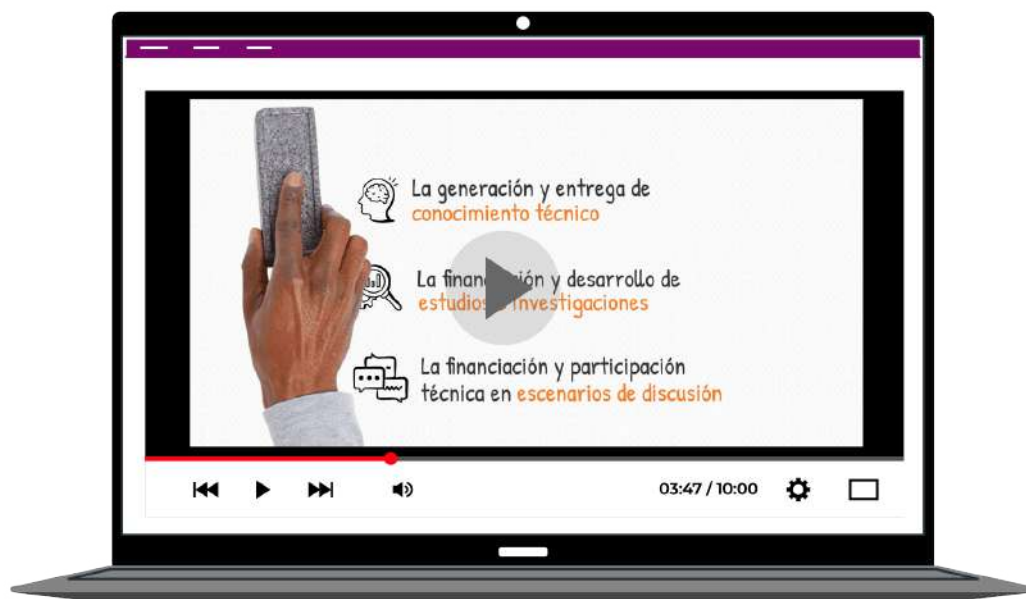 La generación y entrega de
conocimiento técnico
La financiación y desarrollo de
estudios e investigaciones
La financiación y participación
técnica en escenarios de discusión
03:47 / 10:00